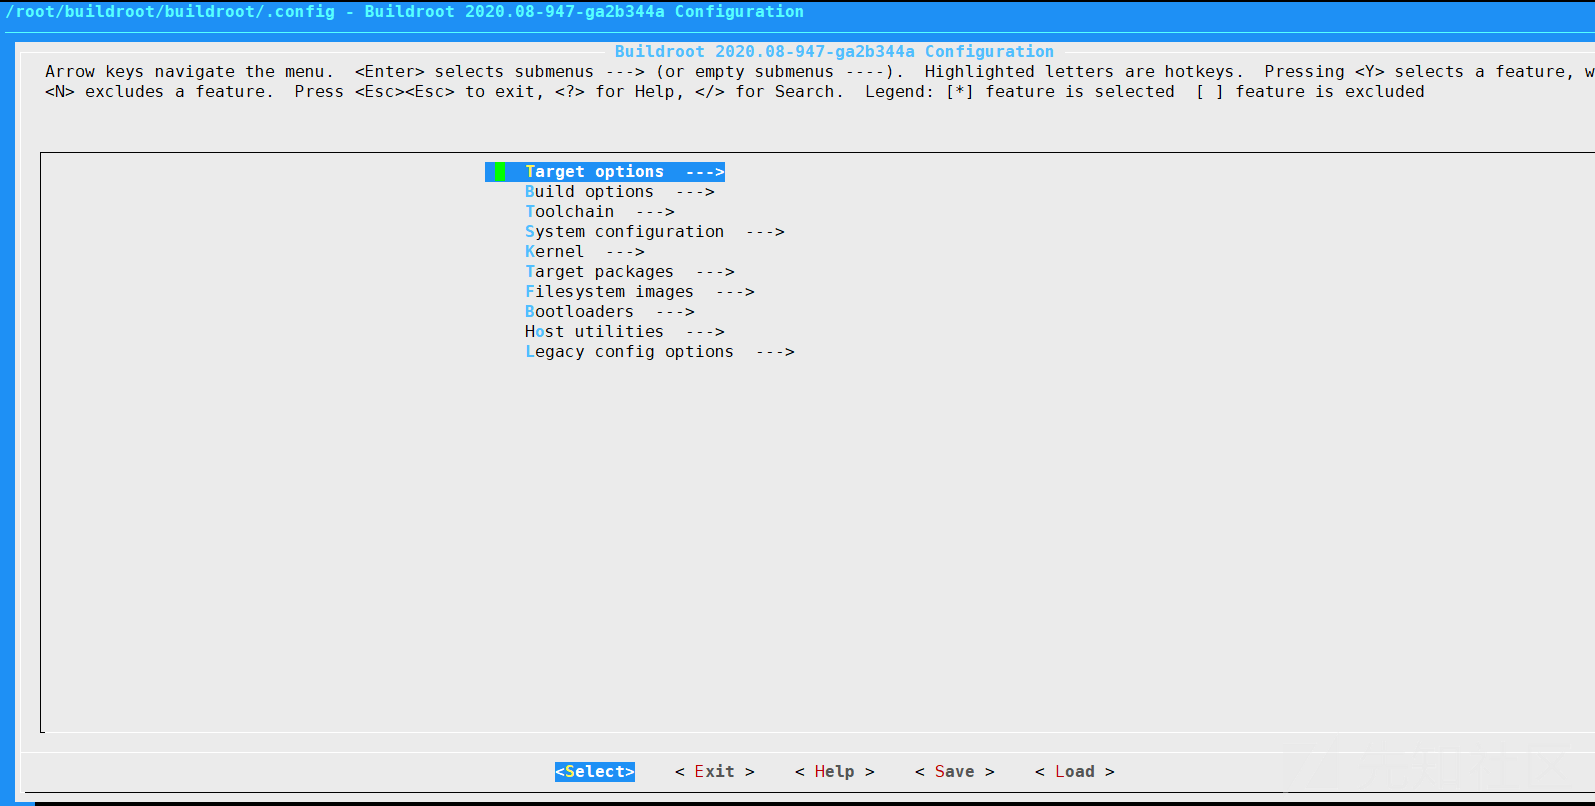 /root/buildroot/buildroot/.config - Buildroot 2020.08-947-ga2b344a Configuration
Buildroot 2020.08-947-ga2b344a Configuration
Arrow keys navigate the menu.  <Enter> selects submenus ---> (or empty submenus ----).  Highlighted letters are hotkeys.  Pressing <Y> selects a feature, w
<N> excludes a feature.  Press <Esc><Esc> to exit, <?> for Help, </> for Search.  Legend: [*] feature is selected  [ ] feature is excluded
Target options  --->
Build options  --->
Toolchain  --->
System configuration  --->
Kernel  --->
Target packages  --->
Filesystem images  --->
Bootloaders  --->
Host utilities  --->
Legacy config options  --->
<Select>    < Exit >    < Help >    < Save >    < Load >